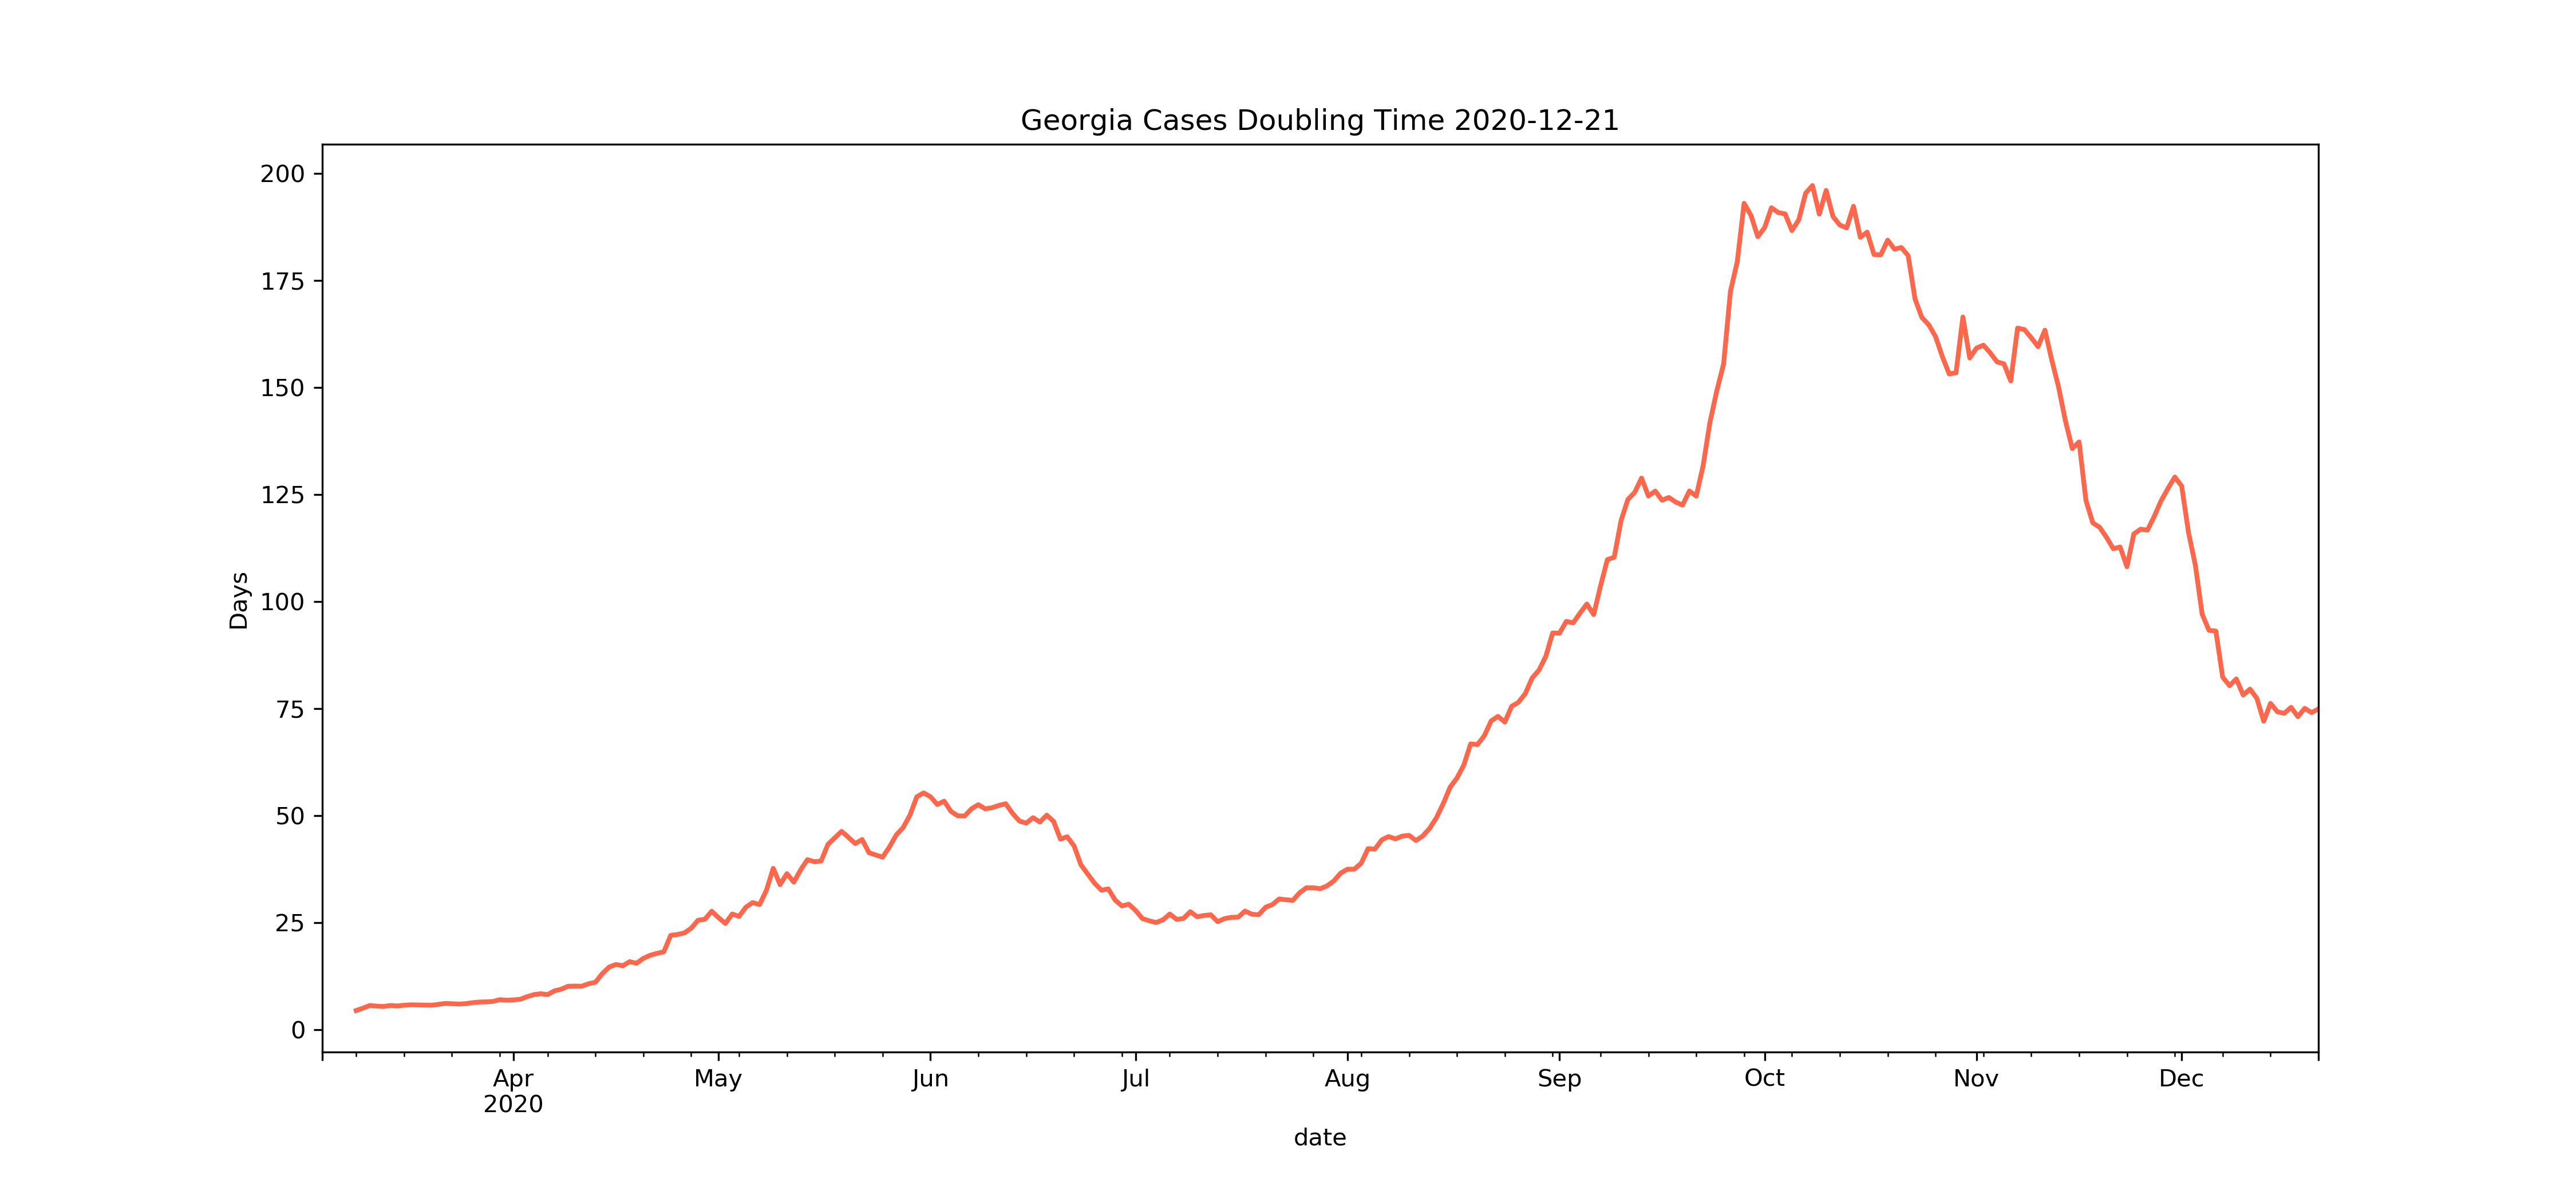 Georgia Cases Doubling Time 2020-12-21
200
175
150
125
100
75
50
25
0
Days
Apr May Jun Jul Aug Sep Oct Nov Dec
2020
date